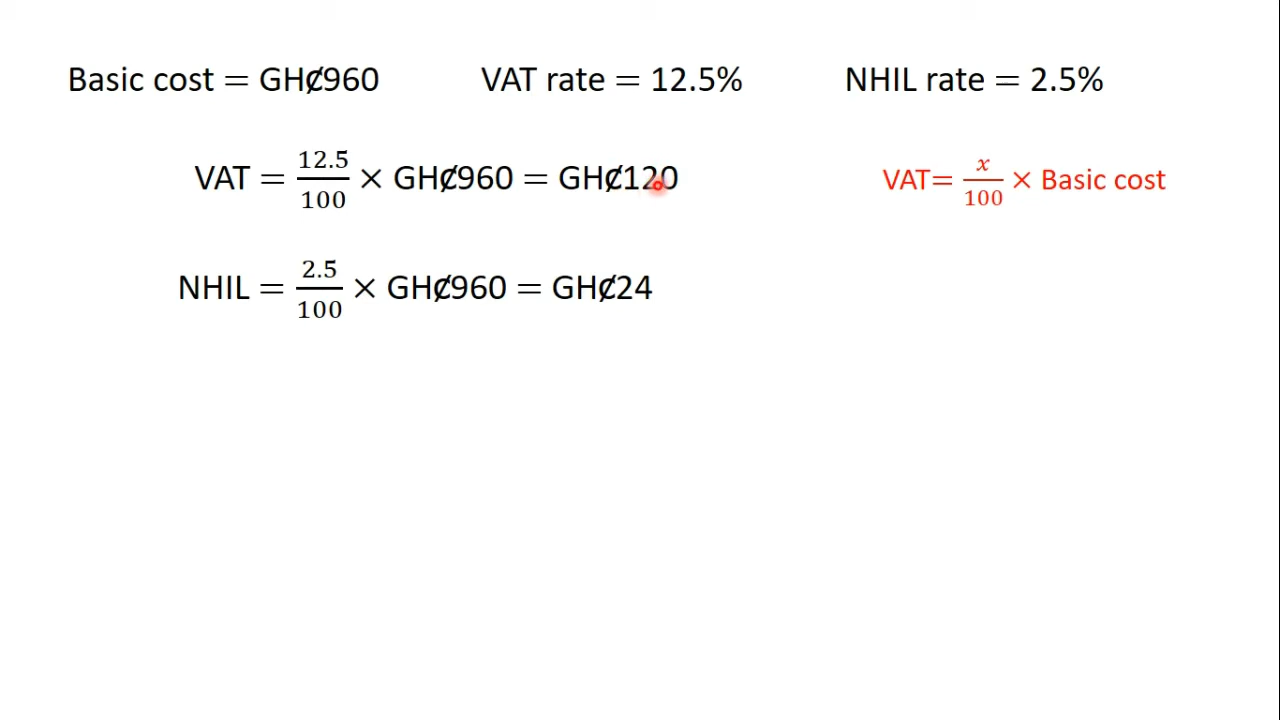 Basic cost = GH₵960 VAT rate = 12.5% NHIL rate = 2.5%
VAT = 12.5/100 × GH₵960 = GH₵120 VAT= x/100 × Basic cost
NHIL = 2.5/100 × GH₵960 = GH₵24